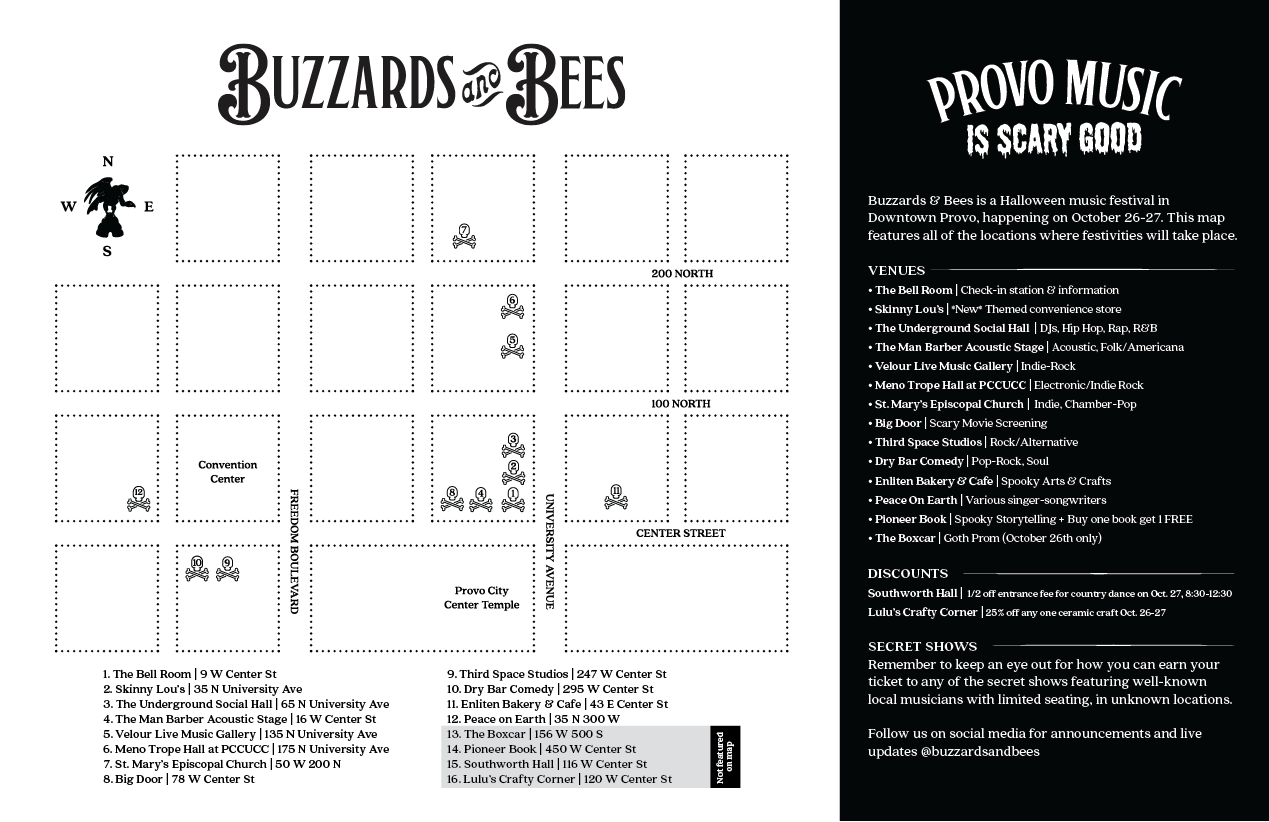 BUZZARDS and BEES
N
W E
S
7
200 NORTH
6
5
100 NORTH
3
2
Convention
Center
12
8 4 1
11
FREEDOM BOULEVARD
UNIVERSITY AVENUE
CENTER STREET
10 9
Provo City
Center Temple
1. The Bell Room | 9 W Center St
2. Skinny Lou's | 35 N University Ave
3. The Underground Social Hall | 65 N University Ave
4. The Man Barber Acoustic Stage | 16 W Center St
5. Velour Live Music Gallery | 135 N University Ave
6. Meno Trope Hall at PCCUCC | 175 N University Ave
7. St. Mary's Episcopal Church | 50 W 200 N
8. Big Door | 78 W Center St
9. Third Space Studios | 247 W Center St
10. Dry Bar Comedy | 295 W Center St
11. Enliten Bakery & Cafe | 43 E Center St
12. Peace on Earth | 35 N 300 W
13. The Boxcar | 156 W 500 S
14. Pioneer Book | 450 W Center St
15. Southworth Hall | 116 W Center St
16. Lulu's Crafty Corner | 120 W Center St
Not featured
on map
PROVO MUSIC
IS SCARY GOOD
Buzzards & Bees is a Halloween music festival in
Downtown Provo, happening on October 26-27. This map
features all of the locations where festivities will take place.
VENUES
• The Bell Room | Check-in station & information
• Skinny Lou's | *New* Themed convenience store
• The Underground Social Hall | DJs, Hip Hop, Rap, R&B
• The Man Barber Acoustic Stage | Acoustic, Folk/Americana
• Velour Live Music Gallery | Indie-Rock
• Meno Trope Hall at PCCUCC | Electronic/Indie Rock
• St. Mary's Episcopal Church | Indie, Chamber-Pop
• Big Door | Scary Movie Screening
• Third Space Studios | Rock/Alternative
• Dry Bar Comedy | Pop-Rock, Soul
• Enliten Bakery & Cafe | Spooky Arts & Crafts
• Peace On Earth | Various singer-songwriters
• Pioneer Book | Spooky Storytelling + Buy one book get 1 FREE
• The Boxcar | Goth Prom (October 26th only)
DISCOUNTS
Southworth Hall | 1/2 off entrance fee for country dance on Oct. 27, 8:30-12:30
Lulu's Crafty Corner | 25% off any one ceramic craft Oct. 26-27
SECRET SHOWS
Remember to keep an eye out for how you can earn your
ticket to any of the secret shows featuring well-known
local musicians with limited seating, in unknown locations.
Follow us on social media for announcements and live
updates @buzzardsandbees